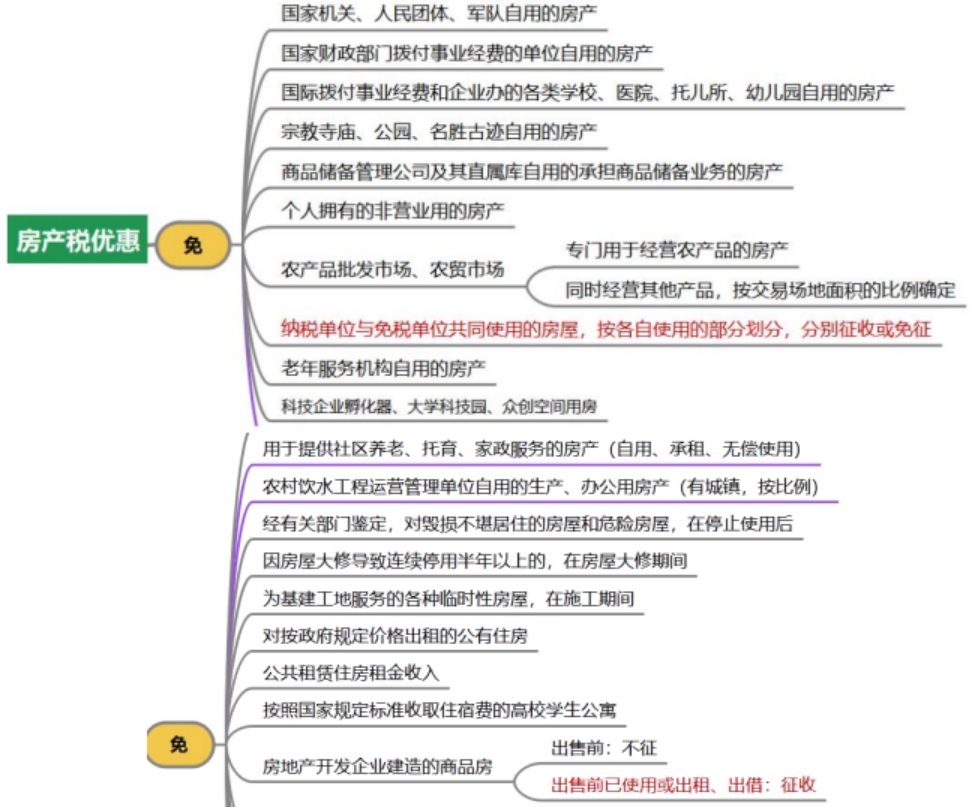 国家机关、人民团体、军队自用的房产
国家财政部门拨付事业经费的单位自用的房产
国际拨付事业经费和企业办的各类学校、医院、托儿所、幼儿园自用的房产
宗教寺庙、公园、名胜古迹自用的房产
商品储备管理公司及其直属库自用的承担商品储备业务的房产
个人拥有的非营业用的房产
房产税优惠
免
农产品批发市场、农贸市场
专门用于经营农产品的房产
同时经营其他产品，按交易场地面积的比例确定
纳税单位与免税单位共同使用的房屋，按各自使用的部分划分，分别征收或免征
老年服务机构自用的房产
科技企业孵化器、大学科技园、众创空间用房
用于提供社区养老、托育、家政服务的房产（自用、承租、无偿使用）
农村饮水工程运营管理单位自用的生产、办公用房产（有城镇，按比例）
经有关部门鉴定，对毁损不堪居住的房屋和危险房屋，在停止使用后
因房屋大修导致连续停用半年以上的，在房屋大修期间
为基建工地服务的各种临时性房屋，在施工期间
对按政府规定价格出租的公有住房
公共租赁住房租金收入
按照国家规定标准收取住宿费的高校学生公寓
免
房地产开发企业建造的商品房
出售前：不征
出售前已使用或出租、出借：征收